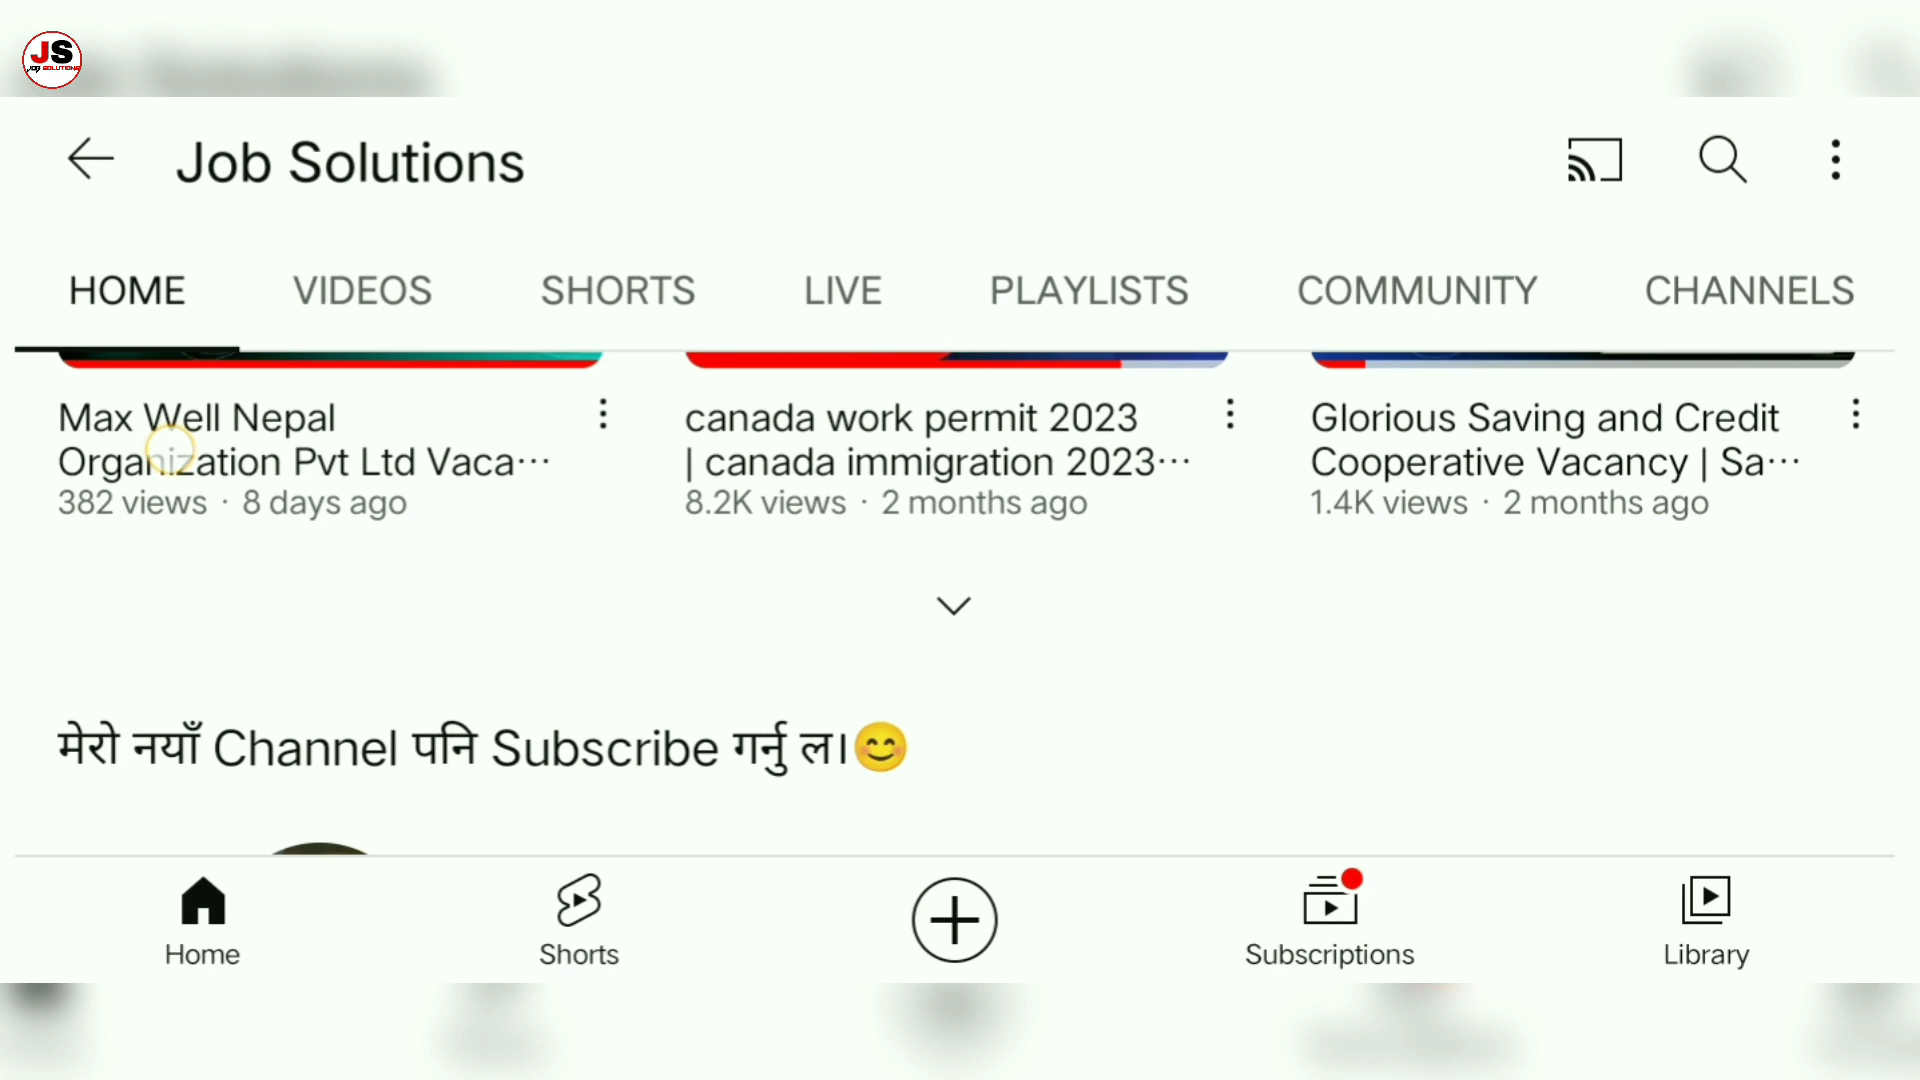 JS
JOB SOLUTIONS
Job Solutions
HOME VIDEOS SHORTS LIVE PLAYLISTS COMMUNITY CHANNELS
Max Well Nepal
Organization Pvt Ltd Vaca...
382 views · 8 days ago
canada work permit 2023
| canada immigration 2023...
8.2K views · 2 months ago
Glorious Saving and Credit
Cooperative Vacancy | Sa...
1.4K views · 2 months ago
मेरो नयाँ Channel पनि Subscribe गर्नु ल।😊
Home Shorts Subscriptions Library